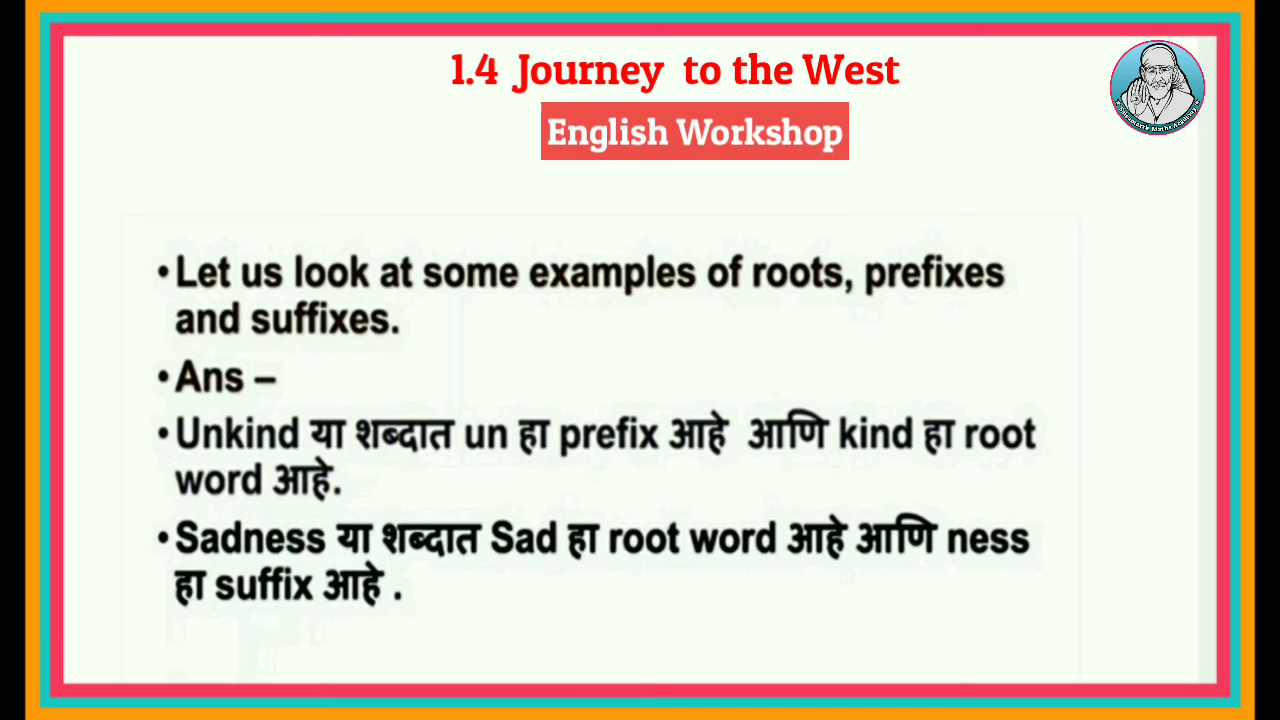 1.4 Journey to the West
English Workshop
• Let us look at some examples of roots, prefixes
and suffixes.
• Ans –
• Unkind या शब्दात un हा prefix आहे आणि kind हा root
word आहे.
• Sadness या शब्दात Sad हा root word आहे आणि ness
हा suffix आहे .